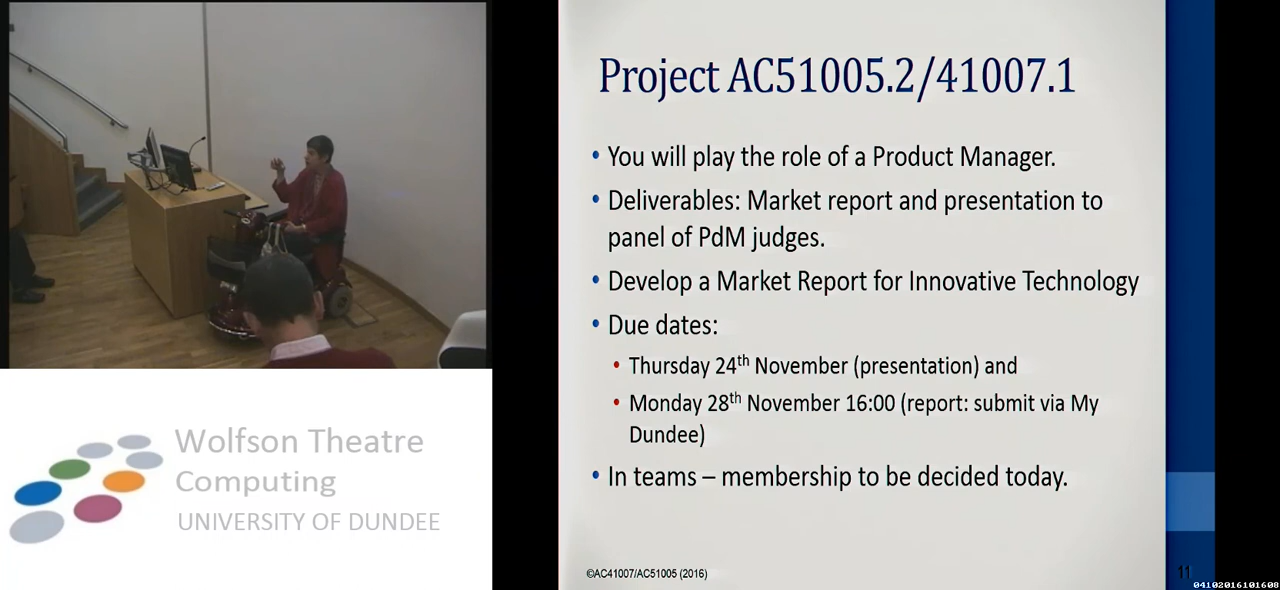 Project AC51005.2/41007.1
• You will play the role of a Product Manager.
• Deliverables: Market report and presentation to
panel of PdM judges.
• Develop a Market Report for Innovative Technology
• Due dates:
• Thursday 24th November (presentation) and
• Monday 28th November 16:00 (report: submit via My
Dundee)
• In teams – membership to be decided today.
©AC41007/AC51005 (2016)
11
Wolfson Theatre
Computing
UNIVERSITY OF DUNDEE
04102016101608